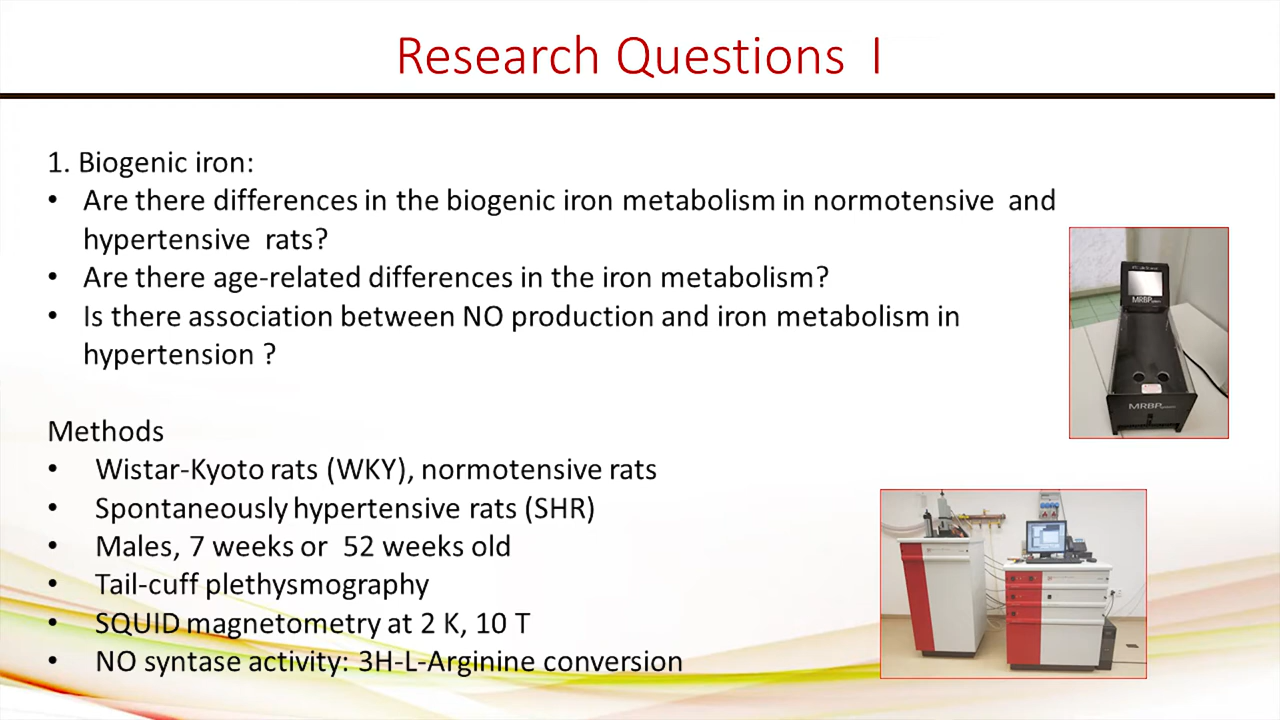 Research Questions I
1. Biogenic iron:
• Are there differences in the biogenic iron metabolism in normotensive and
hypertensive rats?
• Are there age-related differences in the iron metabolism?
• Is there association between NO production and iron metabolism in
hypertension ?
Methods
• Wistar-Kyoto rats (WKY), normotensive rats
• Spontaneously hypertensive rats (SHR)
• Males, 7 weeks or 52 weeks old
• Tail-cuff plethysmography
• SQUID magnetometry at 2 K, 10 T
• NO syntase activity: 3H-L-Arginine conversion
MRBP
MRBP